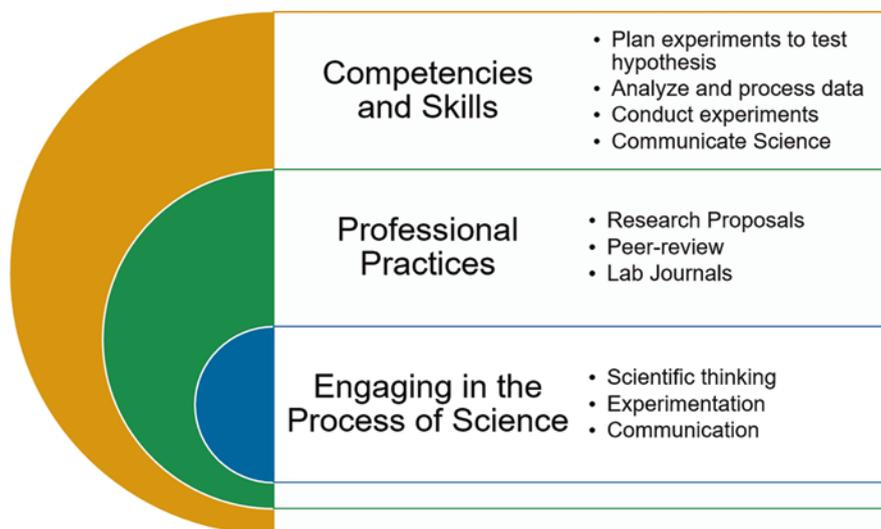 Competencies
and Skills
• Plan experiments to test
hypothesis
• Analyze and process data
• Conduct experiments
• Communicate Science
Professional
Practices
• Research Proposals
• Peer-review
• Lab Journals
Engaging in the
Process of Science
• Scientific thinking
• Experimentation
• Communication